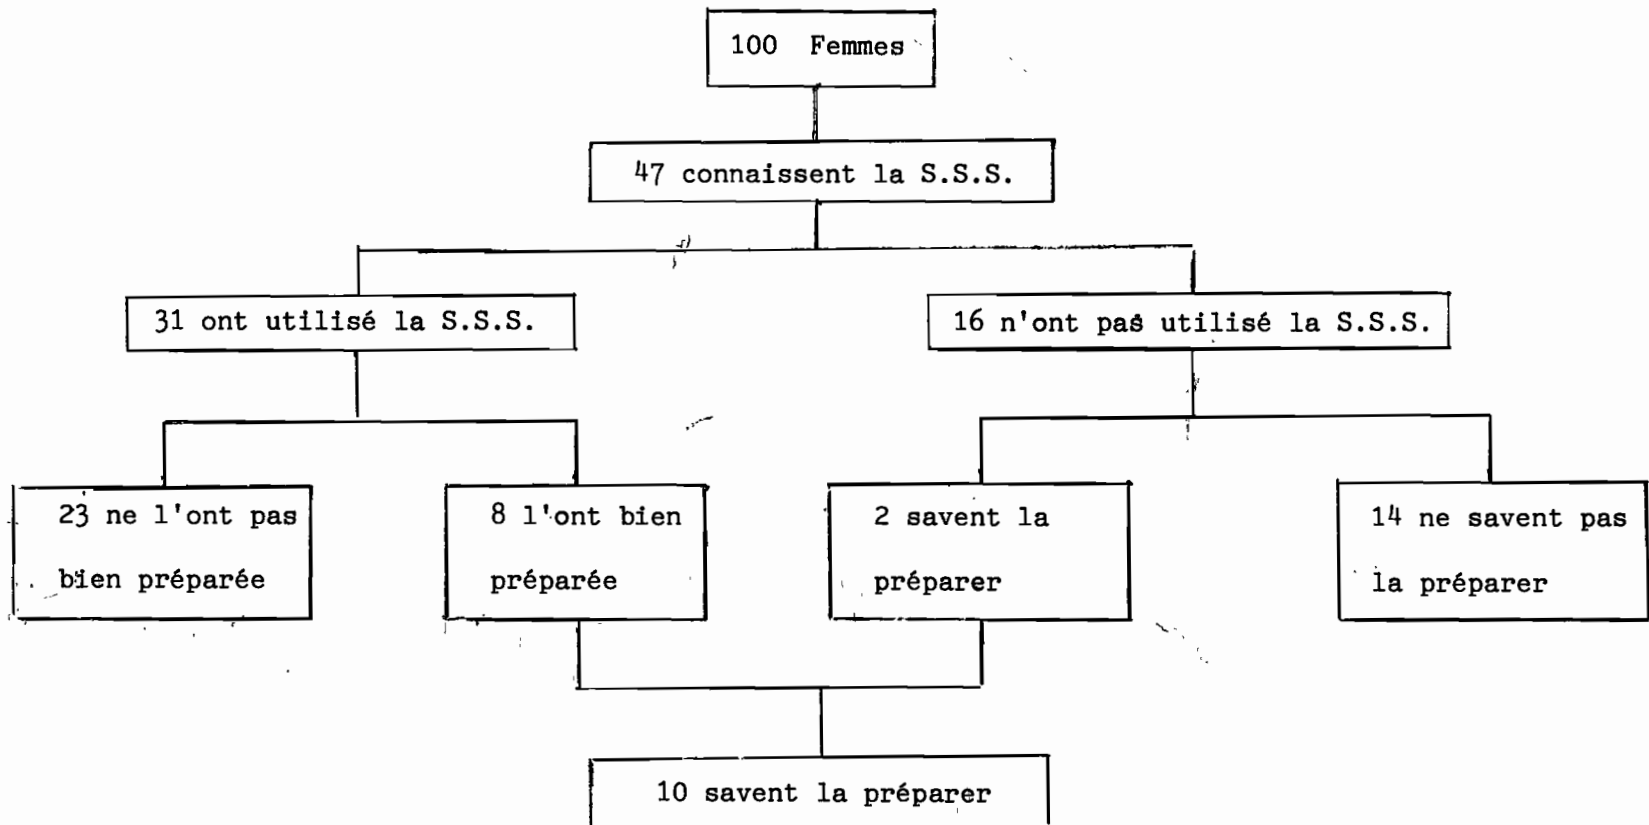 100 Femmes
47 connaissent la S.S.S.
31 ont utilisé la S.S.S.
16 n'ont pas utilisé la S.S.S.
23 ne l'ont pas
bien préparée
8 l'ont bien
préparée
2 savent la
préparer
14 ne savent pas
la préparer
10 savent la préparer